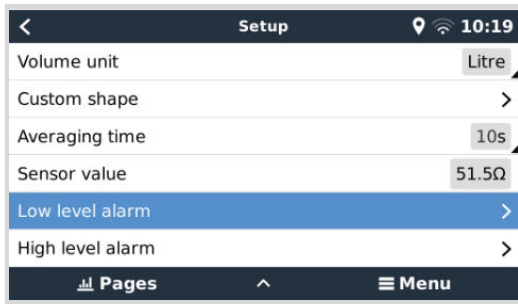 Setup 10:19
Volume unit Litre
Custom shape
Averaging time 10s
Sensor value 51.5Ω
Low level alarm
High level alarm
Pages Menu